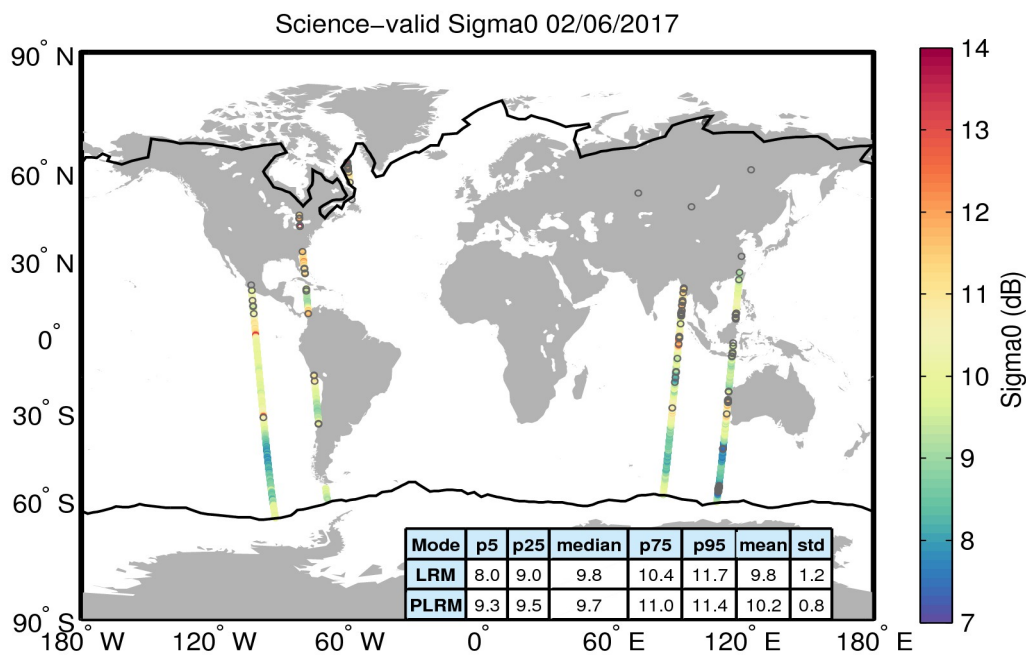 Science−valid Sigma0 02/06/2017
90° N
60° N
30° N
0°
30° S
60° S
90° S
180° W
120° W
60° W
0°
60° E
120° E
180° E
14
13
12
11
10
9
8
7
Sigma0 (dB)
Mode p5 p25 median p75 p95 mean std
LRM 8.0 9.0 9.8 10.4 11.7 9.8 1.2
PLRM 9.3 9.5 9.7 11.0 11.4 10.2 0.8